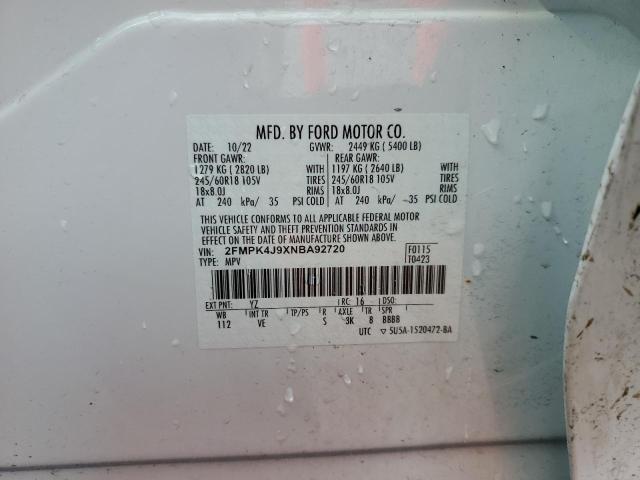 MFD. BY FORD MOTOR CO.
DATE: 10/22 GVWR: 2449 KG ( 5400 LB)
FRONT GAWR: REAR GAWR:
1279 KG ( 2820 LB) WITH 1197 KG ( 2640 LB) WITH
245/60R18 105V TIRES 245/60R18 105V TIRES
18x8.0J RIMS 18x8.0J RIMS
AT 240 kPa/ 35 PSI COLD AT 240 kPa/ 35 PSI COLD
THIS VEHICLE CONFORMS TO ALL APPLICABLE FEDERAL MOTOR
VEHICLE SAFETY AND THEFT PREVENTION STANDARDS IN
EFFECT ON THE DATE OF MANUFACTURE SHOWN ABOVE.
VIN: 2FMPK4J9XNBA92720 F0115
TYPE: MPV T0423
EXT PNT: YZ RC: 16 DSO:
WB INT TR TP/PS R AXLE TR SPR
112 VE S 3K 8 BBBB
UTC ▽ 5U5A-1520472-BA